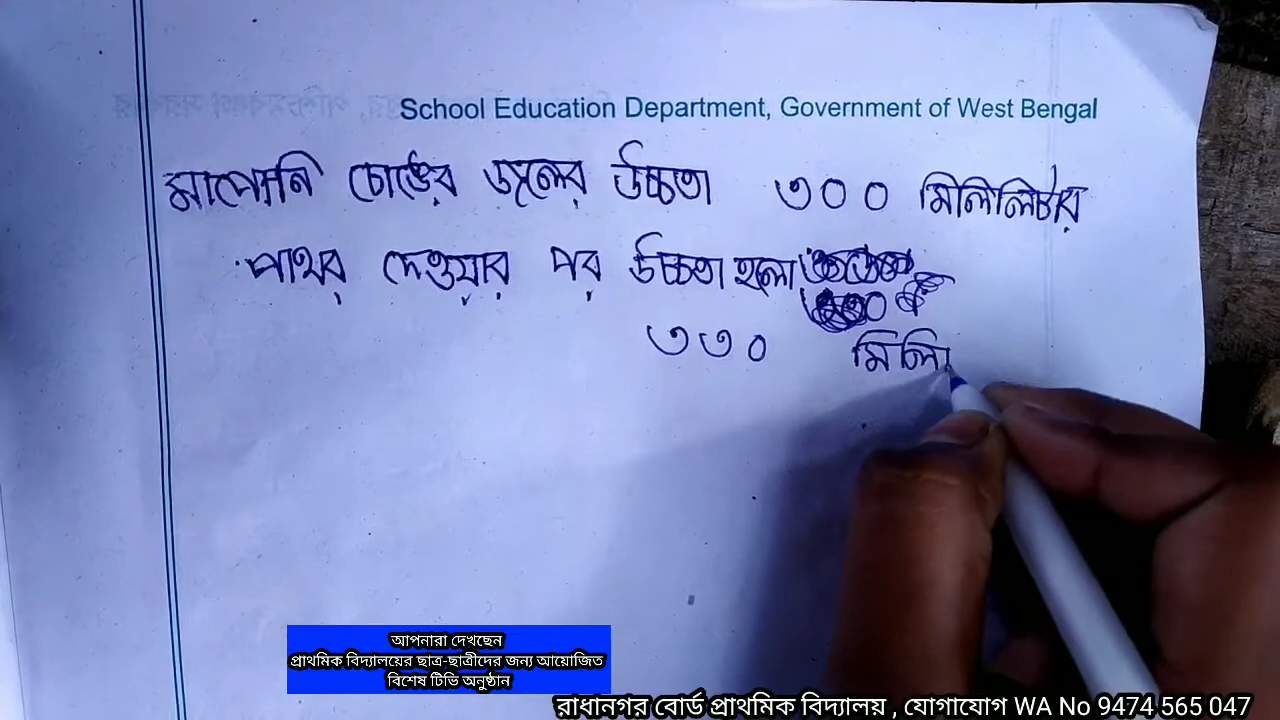 School Education Department, Government of West Bengal
মাপোনি চোঙের জলের উচ্চতা ৩০০ মিলিলিটার
পাথর দেওয়ার পর উচ্চতা হলো
৩৩০ মিলি
আপনারা দেখছেন
প্রাথমিক বিদ্যালয়ের ছাত্র-ছাত্রীদের জন্য আয়োজিত
বিশেষ টিভি অনুষ্ঠান
রাধানগর বোর্ড প্রাথমিক বিদ্যালয় , যোগাযোগ WA No 9474 565 047